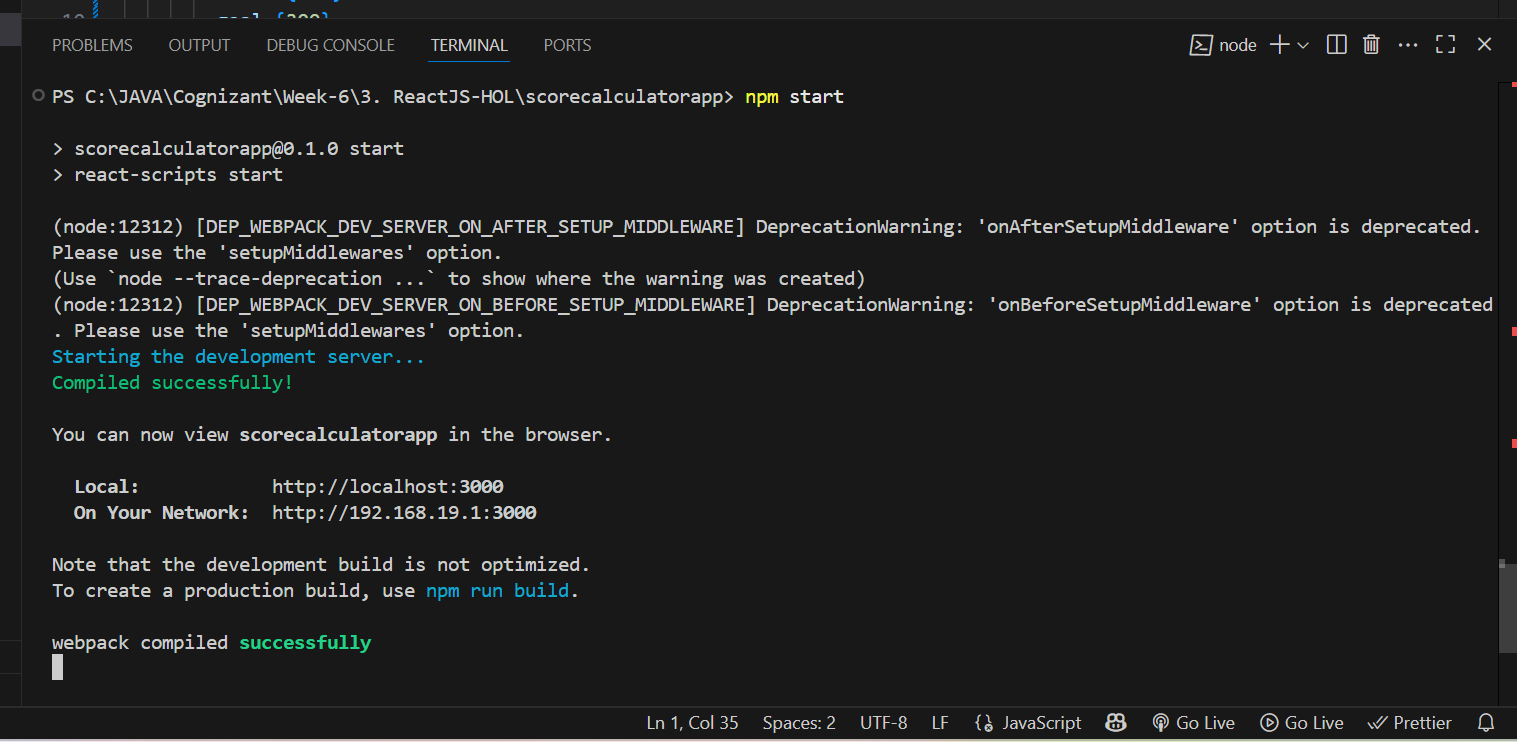 PROBLEMS OUTPUT DEBUG CONSOLE TERMINAL PORTS node
PS C:\JAVA\Cognizant\Week-6\3. ReactJS-HOL\scorecalculatorapp> npm start
> scorecalculatorapp@0.1.0 start
> react-scripts start
(node:12312) [DEP_WEBPACK_DEV_SERVER_ON_AFTER_SETUP_MIDDLEWARE] DeprecationWarning: 'onAfterSetupMiddleware' option is deprecated.
Please use the 'setupMiddlewares' option.
(Use `node --trace-deprecation ...` to show where the warning was created)
(node:12312) [DEP_WEBPACK_DEV_SERVER_ON_BEFORE_SETUP_MIDDLEWARE] DeprecationWarning: 'onBeforeSetupMiddleware' option is deprecated
. Please use the 'setupMiddlewares' option.
Starting the development server...
Compiled successfully!
You can now view scorecalculatorapp in the browser.
Local: http://localhost:3000
On Your Network: http://192.168.19.1:3000
Note that the development build is not optimized.
To create a production build, use npm run build.
webpack compiled successfully
Ln 1, Col 35 Spaces: 2 UTF-8 LF JavaScript Go Live Go Live Prettier